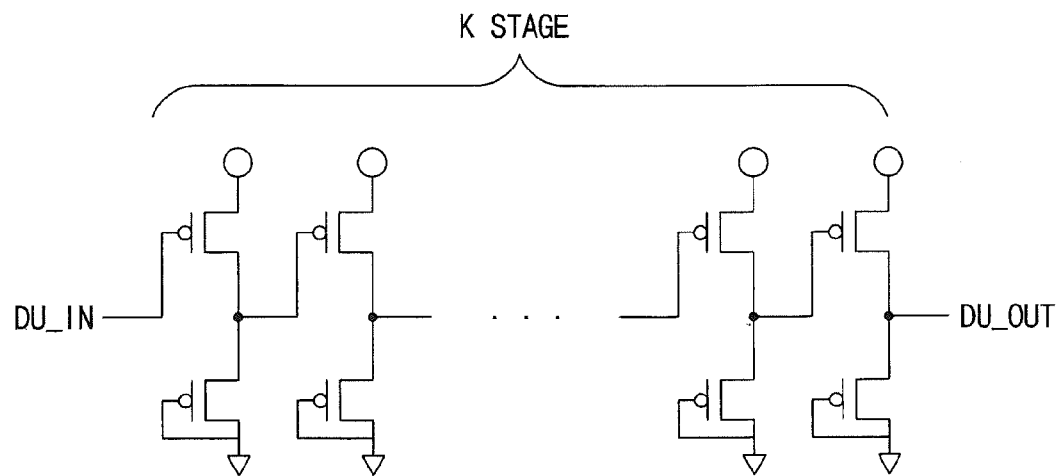 K STAGE
DU_IN
. . .
DU_OUT